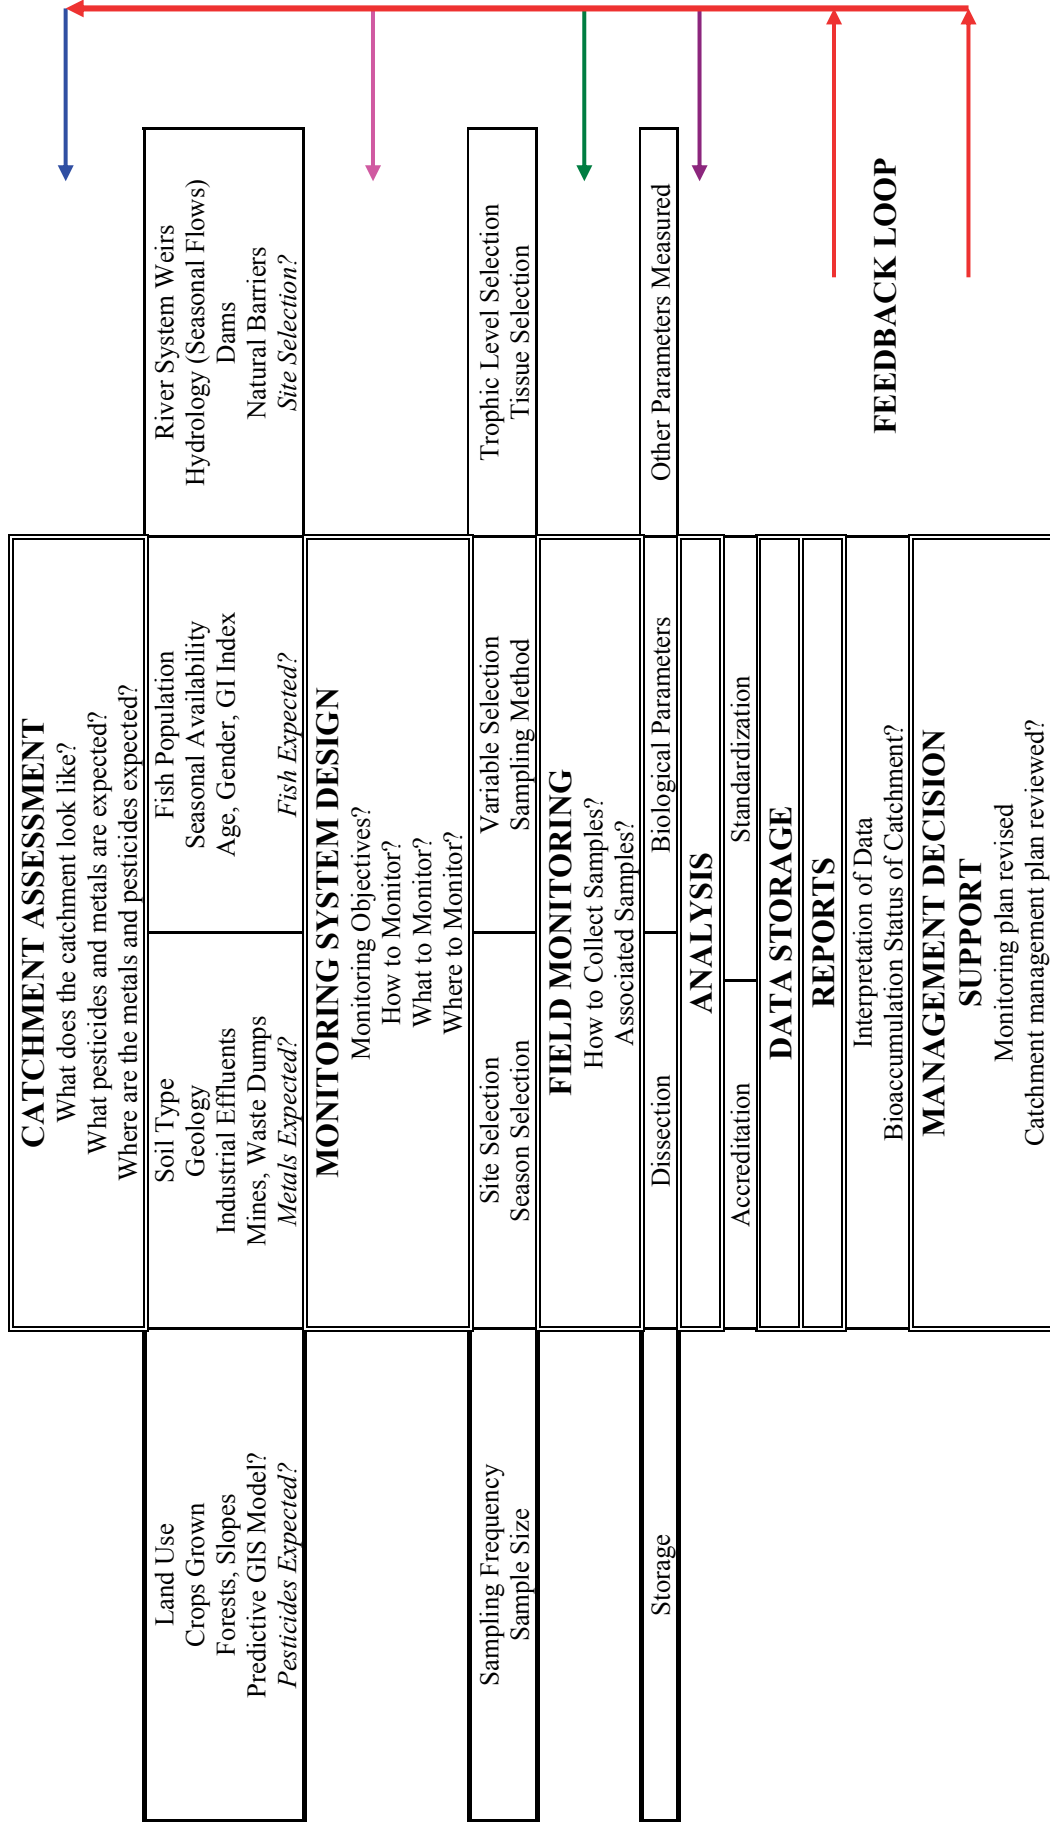 CATCHMENT ASSESSMENT
What does the catchment look like?
What pesticides and metals are expected?
Where are the metals and pesticides expected?
Land Use
Crops Grown
Forests, Slopes
Predictive GIS Model?
Pesticides Expected?
Soil Type
Geology
Industrial Effluents
Mines, Waste Dumps
Metals Expected?
Fish Population
Seasonal Availability
Age, Gender, GI Index
Fish Expected?
River System Weirs
Hydrology (Seasonal Flows)
Dams
Natural Barriers
Site Selection?
MONITORING SYSTEM DESIGN
Monitoring Objectives?
How to Monitor?
What to Monitor?
Where to Monitor?
Sampling Frequency
Sample Size
Site Selection
Season Selection
Variable Selection
Sampling Method
Trophic Level Selection
Tissue Selection
FIELD MONITORING
How to Collect Samples?
Associated Samples?
Storage
Dissection
Biological Parameters
Other Parameters Measured
ANALYSIS
Accreditation
Standardization
DATA STORAGE
REPORTS
Interpretation of Data
Bioaccumulation Status of Catchment?
FEEDBACK LOOP
MANAGEMENT DECISION
SUPPORT
Monitoring plan revised
Catchment management plan reviewed?